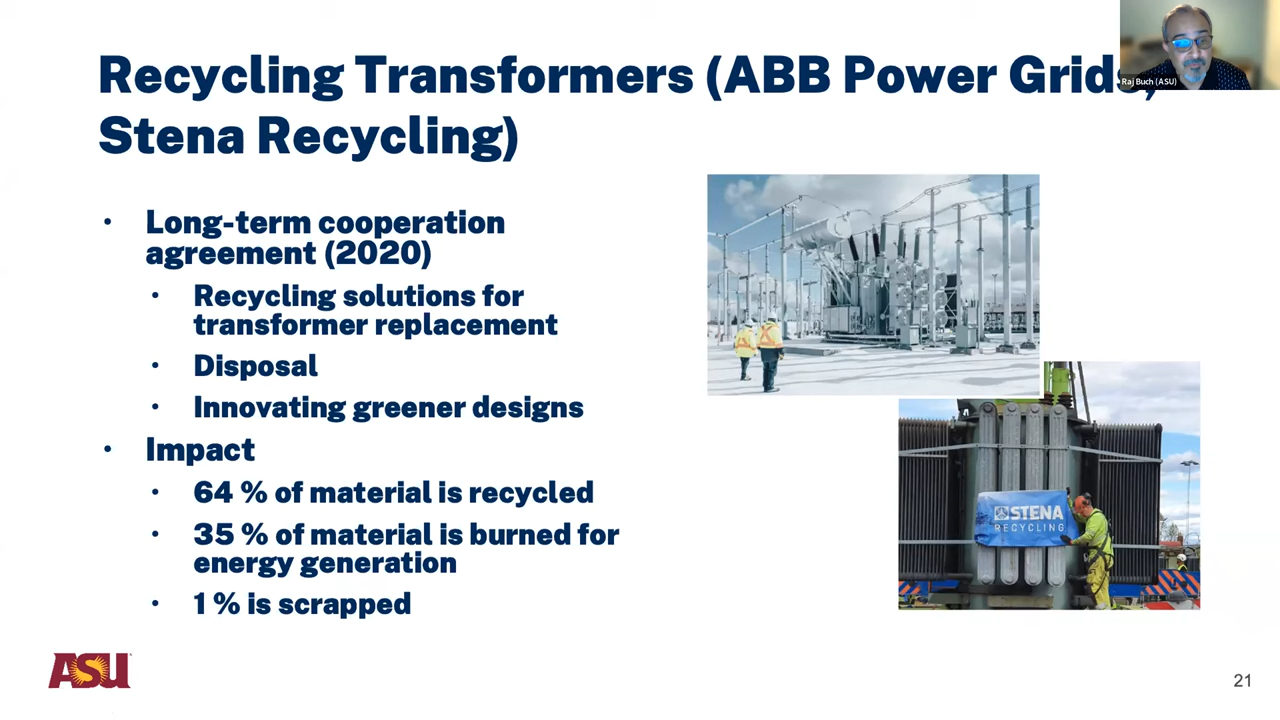 Recycling Transformers (ABB Power Grids,
Stena Recycling)
Raj Buch (ASU)
• Long-term cooperation
agreement (2020)
• Recycling solutions for
transformer replacement
• Disposal
• Innovating greener designs
• Impact
• 64 % of material is recycled
• 35 % of material is burned for
energy generation
• 1 % is scrapped
STENA
RECYCLING
ASU
21